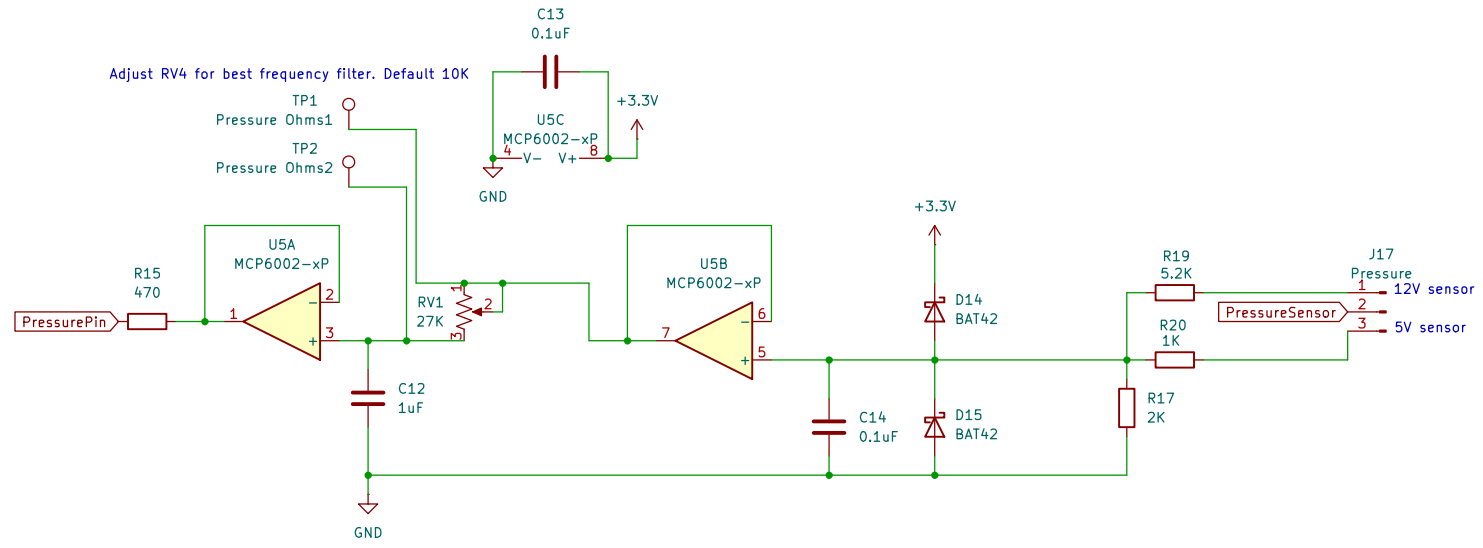 C13
0.1uF
Adjust RV4 for best frequency filter. Default 10K
TP1
Pressure Ohms1
TP2
Pressure Ohms2
+3.3V
U5C
MCP6002-xP
4
V-
V+
8
GND
+3.3V
U5A
MCP6002-xP
R15
470
PressurePin
1
2
-
3
+
RV1
27K
1
2
3
U5B
MCP6002-xP
7
6
-
5
+
D14
BAT42
R19
5.2K
J17
Pressure
1
12V sensor
PressureSensor
2
3
5V sensor
R20
1K
R17
2K
C12
1uF
C14
0.1uF
D15
BAT42
GND